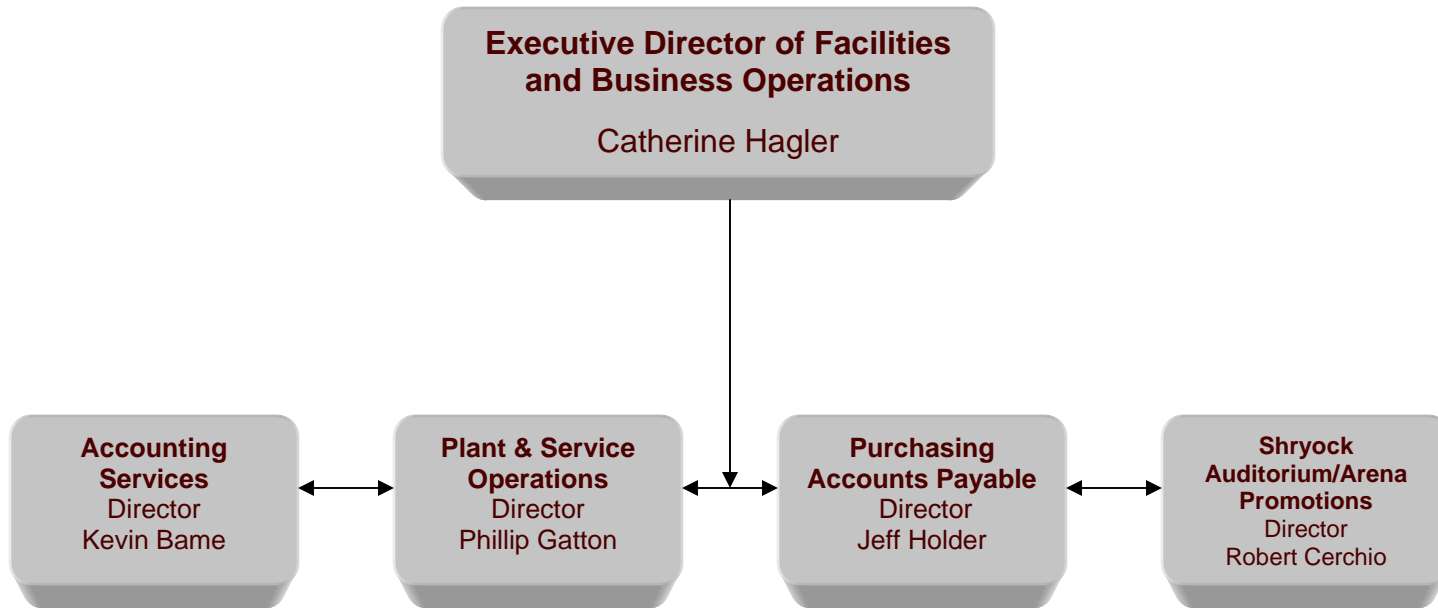 Executive Director of Facilities
and Business Operations
Catherine Hagler
Accounting
Services
Director
Kevin Bame
Plant & Service
Operations
Director
Phillip Gatton
Purchasing
Accounts Payable
Director
Jeff Holder
Shryock
Auditorium/Arena
Promotions
Director
Robert Cerchio